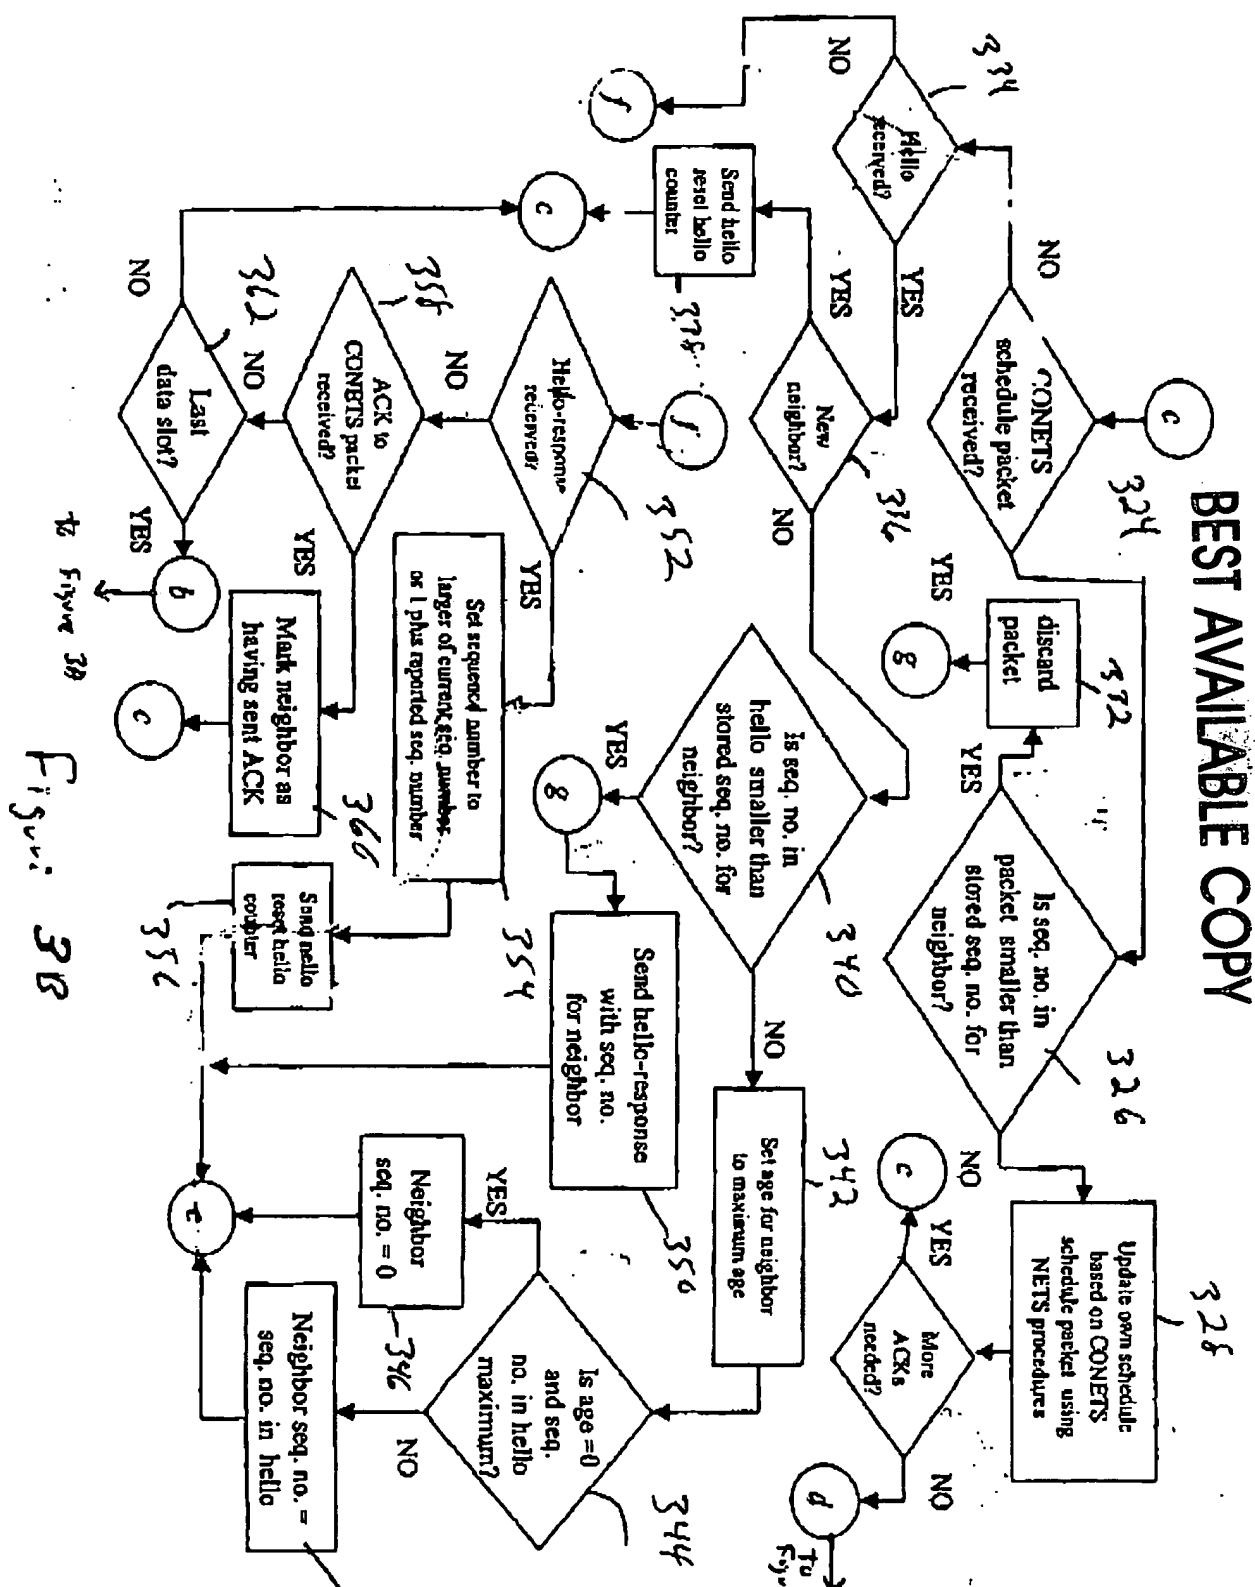 BEST AVAILABLE COPY
c
CONETS
schedule packet
received?
324
NO
YES
334
Hello
received?
NO
YES
f
Is seq. no. in
packet smaller than
stored seq. no. for
neighbor?
326
YES
NO
discard
packet
372
g
Update own schedule
based on CONETS
schedule packet using
NETS procedures
328
More
ACKs
needed?
YES
NO
c
d
To
New
neighbor?
336
YES
NO
Send hello
reset hello
counter
378
c
Is seq. no. in
hello smaller than
stored seq. no. for
neighbor?
340
YES
NO
g
Set age for neighbor
to maximum age
342
Send hello-response
with seq. no.
for neighbor
350
Is age =0
and seq.
no. in hello
maximum?
344
YES
NO
Neighbor
seq. no. = 0
346
Neighbor seq. no. =
seq. no. in hello
f
Hello-response
received?
352
NO
YES
Set sequence number to
larger of current seq. number
or 1 plus reported seq. number
354
Send hello
reset hello
counter
356
c
ACK to
CONETS packet
received?
358
NO
YES
Mark neighbor as
having sent ACK
360
c
Last
data slot?
362
NO
YES
b
to Figure 3A
Figure 3B